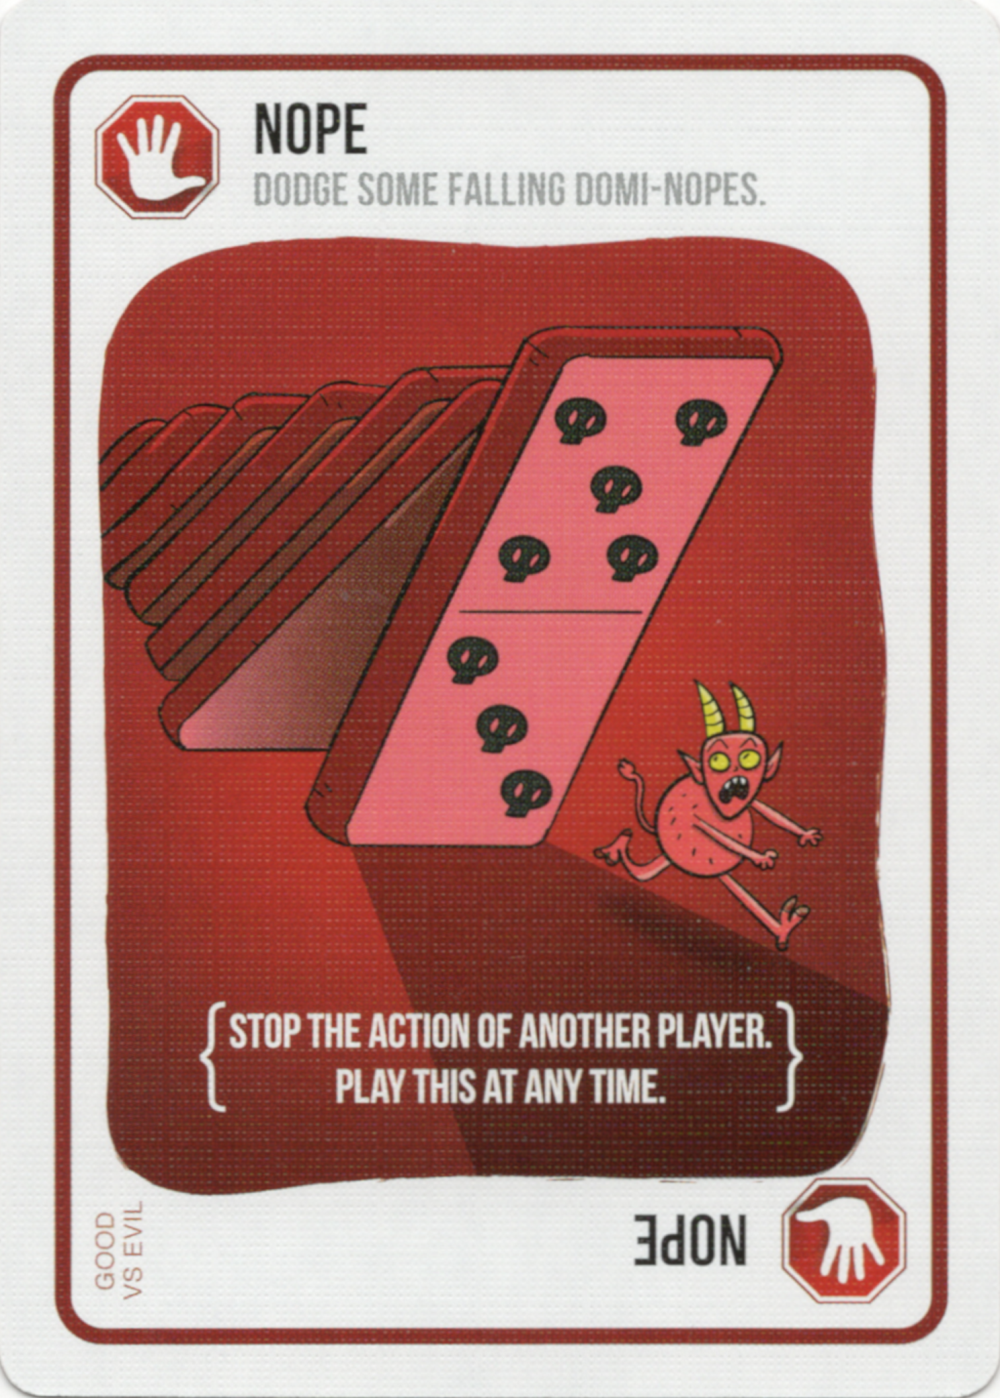 NOPE
DODGE SOME FALLING DOMI-NOPES.
STOP THE ACTION OF ANOTHER PLAYER.
PLAY THIS AT ANY TIME.
GOOD
VS EVIL
NOPE